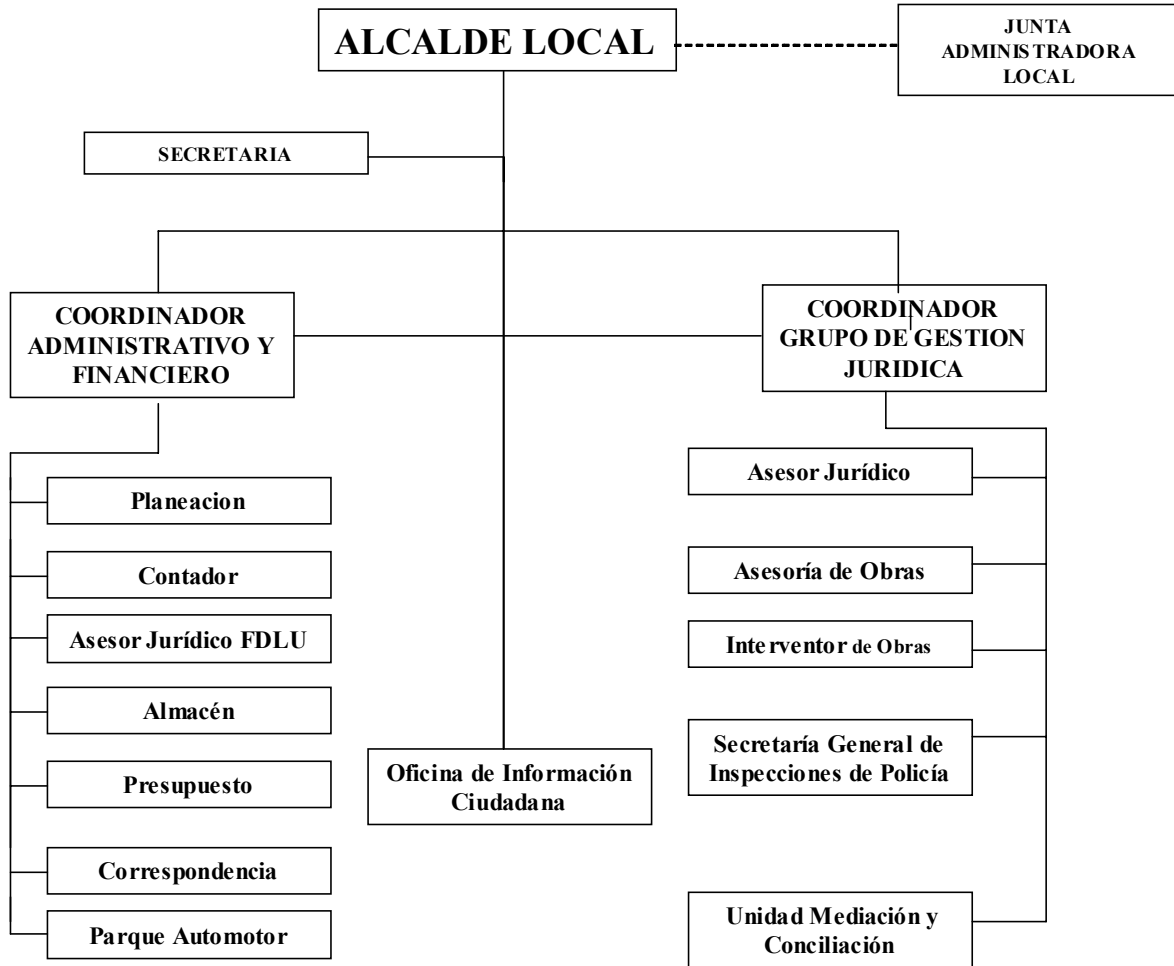 ALCALDE LOCAL
JUNTA
ADMINISTRADORA
LOCAL
SECRETARIA
COORDINADOR
ADMINISTRATIVO Y
FINANCIERO
COORDINADOR
GRUPO DE GESTION
JURIDICA
Planeacion
Contador
Asesor Jurídico FDLU
Almacén
Presupuesto
Correspondencia
Parque Automotor
Oficina de Información
Ciudadana
Asesor Jurídico
Asesoría de Obras
Interventor de Obras
Secretaría General de
Inspecciones de Policía
Unidad Mediación y
Conciliación